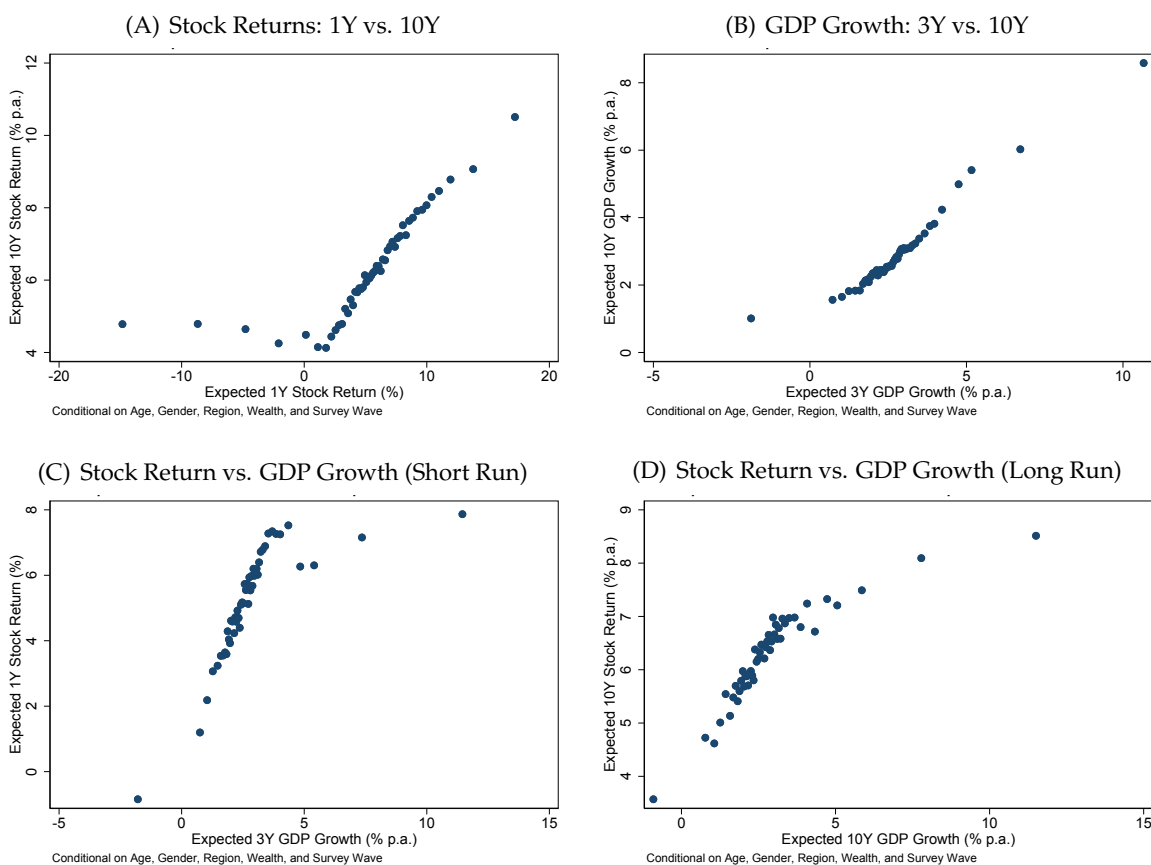 (A) Stock Returns: 1Y vs. 10Y
Expected 10Y Stock Return (% p.a.)
12
10
8
6
4
-20
-10
0
10
20
Expected 1Y Stock Return (%)
Conditional on Age, Gender, Region, Wealth, and Survey Wave
(B) GDP Growth: 3Y vs. 10Y
Expected 10Y GDP Growth (% p.a.)
8
6
4
2
0
-5
0
5
10
Expected 3Y GDP Growth (% p.a.)
Conditional on Age, Gender, Region, Wealth, and Survey Wave
(C) Stock Return vs. GDP Growth (Short Run)
Expected 1Y Stock Return (%)
8
6
4
2
0
-5
0
5
10
15
Expected 3Y GDP Growth (% p.a.)
Conditional on Age, Gender, Region, Wealth, and Survey Wave
(D) Stock Return vs. GDP Growth (Long Run)
Expected 10Y Stock Return (% p.a.)
9
8
7
6
5
4
0
5
10
15
Expected 10Y GDP Growth (% p.a.)
Conditional on Age, Gender, Region, Wealth, and Survey Wave